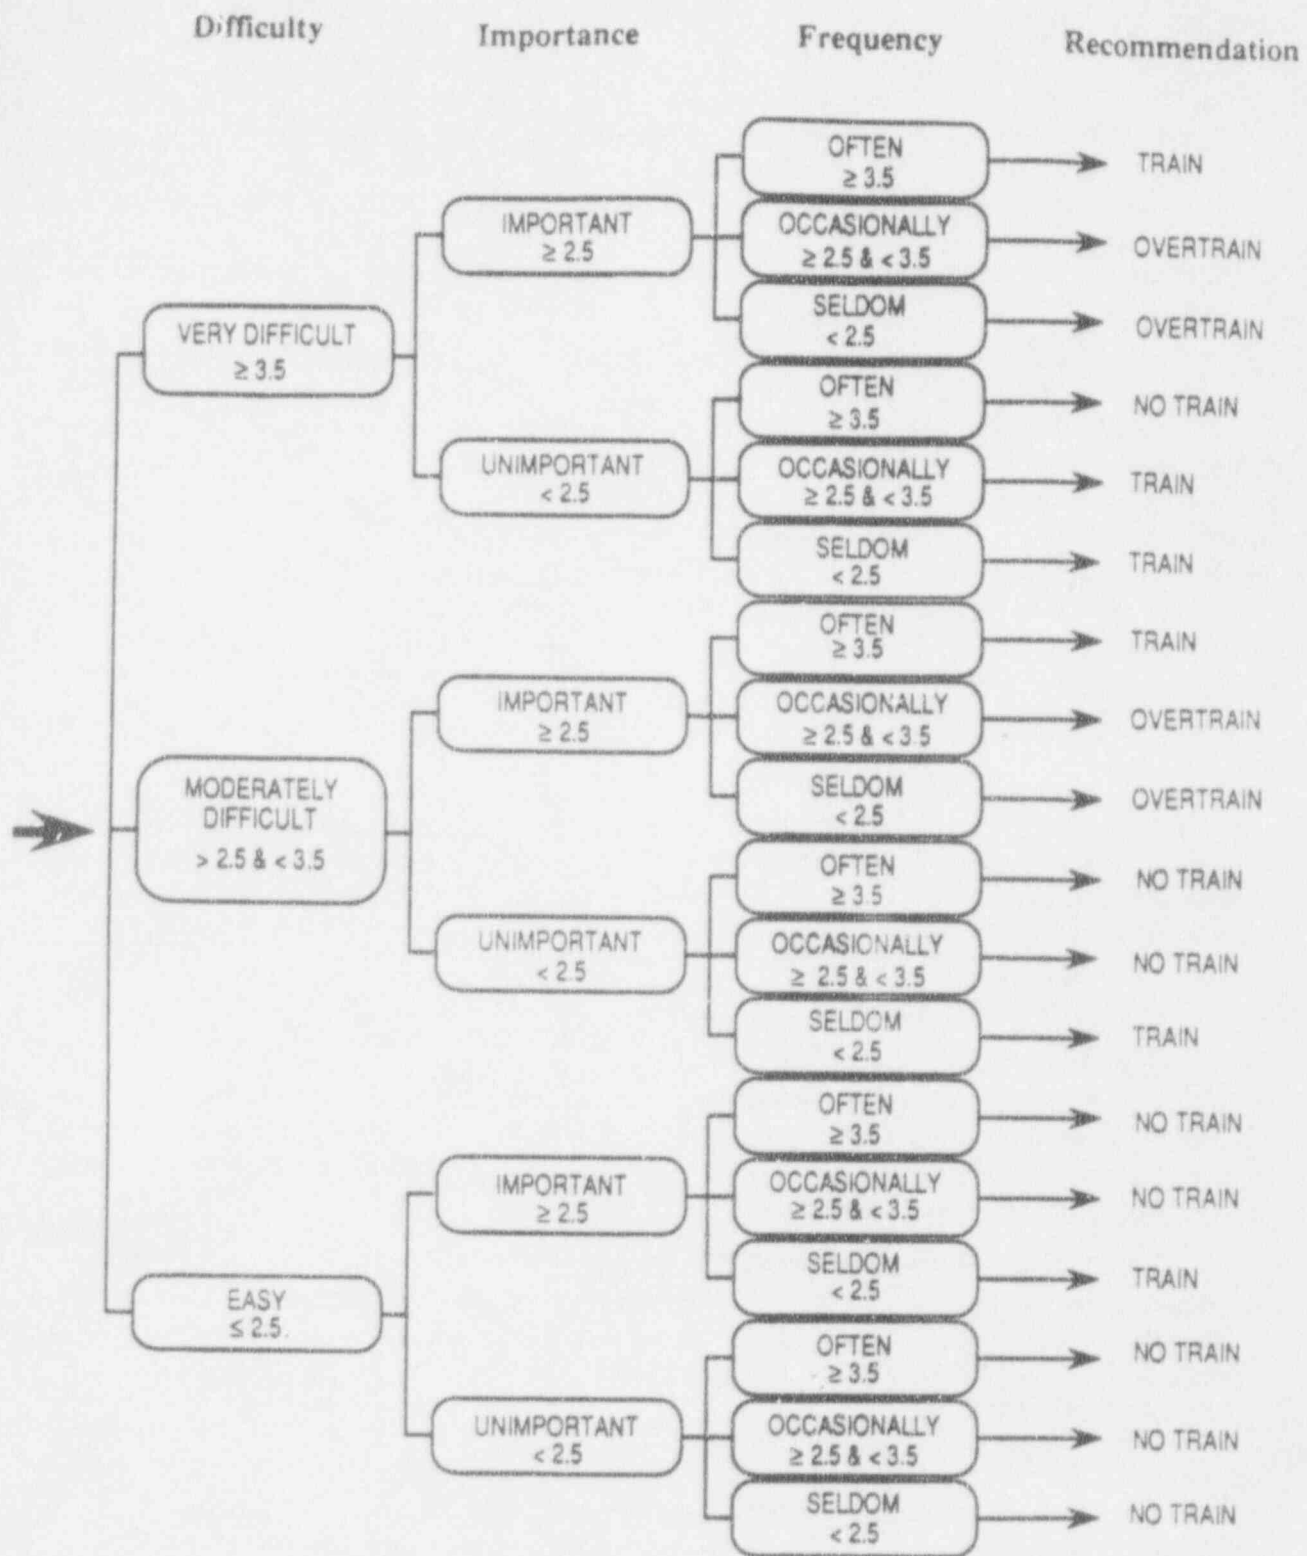 Difficulty
Importance
Frequency
Recommendation
OFTEN
≥ 3.5
TRAIN
IMPORTANT
≥ 2.5
OCCASIONALLY
≥ 2.5 & < 3.5
OVERTRAIN
SELDOM
< 2.5
OVERTRAIN
VERY DIFFICULT
≥ 3.5
OFTEN
≥ 3.5
NO TRAIN
UNIMPORTANT
< 2.5
OCCASIONALLY
≥ 2.5 & < 3.5
TRAIN
SELDOM
< 2.5
TRAIN
OFTEN
≥ 3.5
TRAIN
IMPORTANT
≥ 2.5
OCCASIONALLY
≥ 2.5 & < 3.5
OVERTRAIN
SELDOM
< 2.5
OVERTRAIN
MODERATELY
DIFFICULT
> 2.5 & < 3.5
OFTEN
≥ 3.5
NO TRAIN
UNIMPORTANT
< 2.5
OCCASIONALLY
≥ 2.5 & < 3.5
NO TRAIN
SELDOM
< 2.5
TRAIN
OFTEN
≥ 3.5
NO TRAIN
IMPORTANT
≥ 2.5
OCCASIONALLY
≥ 2.5 & < 3.5
NO TRAIN
SELDOM
< 2.5
TRAIN
EASY
≤ 2.5
OFTEN
≥ 3.5
NO TRAIN
UNIMPORTANT
< 2.5
OCCASIONALLY
≥ 2.5 & < 3.5
NO TRAIN
SELDOM
< 2.5
NO TRAIN